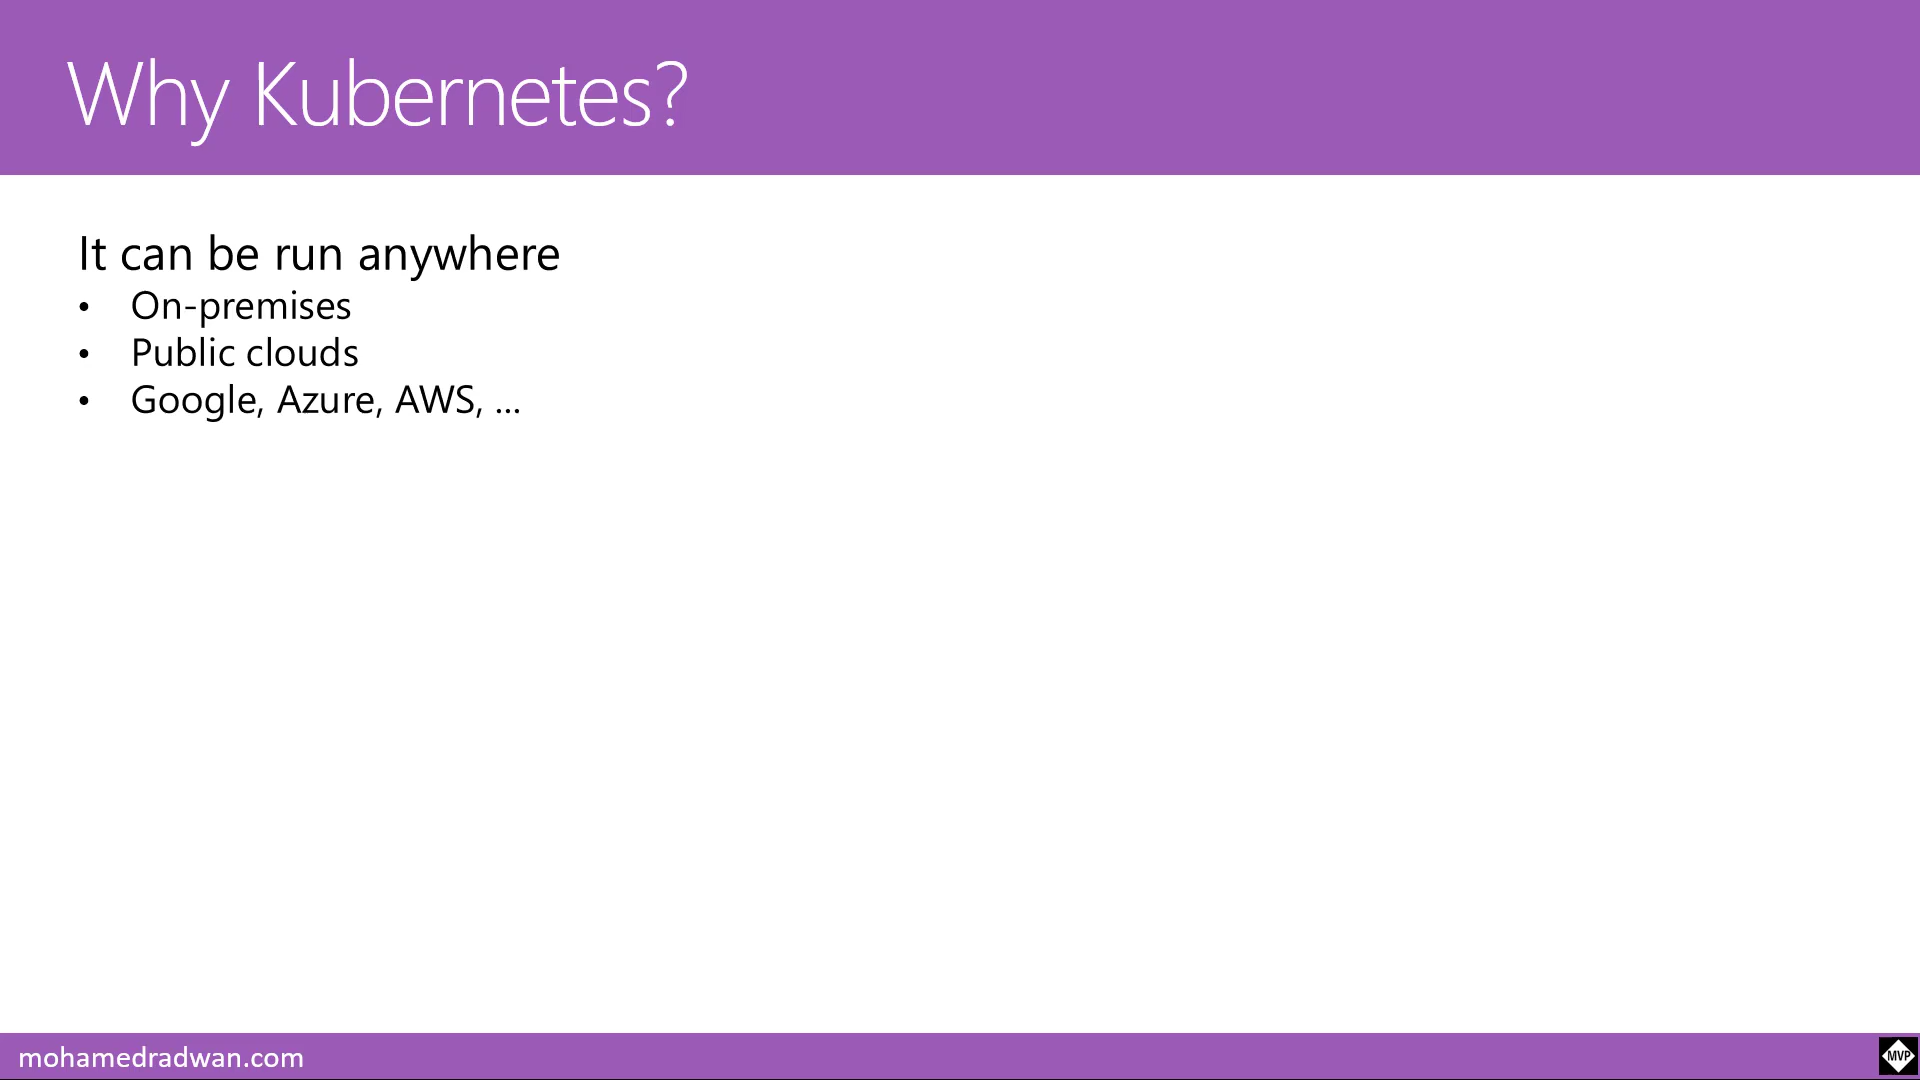 Why Kubernetes?
It can be run anywhere
• On-premises
• Public clouds
• Google, Azure, AWS, ...
mohamedradwan.com
MVP